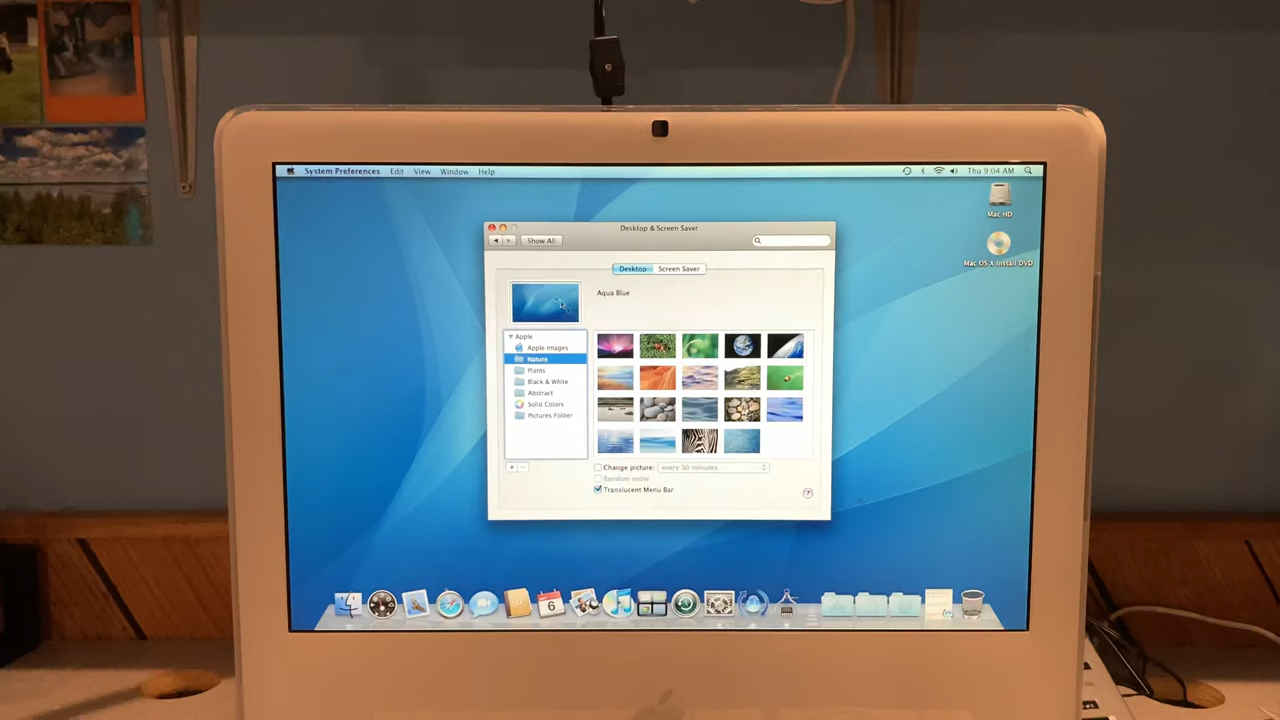 System Preferences Edit View Window Help Thu 9:04 AM
Mac HD
Mac OS X Install DVD
Desktop & Screen Saver
Show All
Desktop Screen Saver
Aqua Blue
Apple
Apple Images
Nature
Plants
Black & White
Abstract
Solid Colors
Pictures Folder
+ −
Change picture: every 30 minutes
Random order
Translucent Menu Bar
?
6